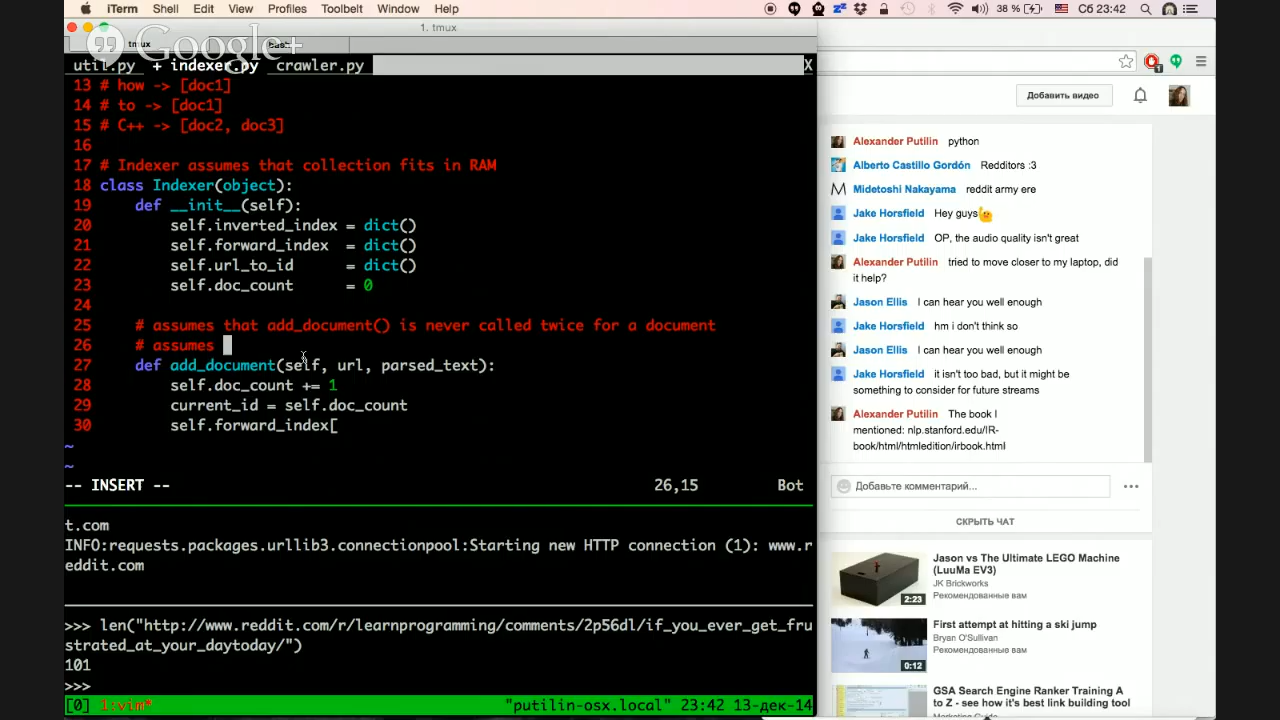 iTerm Shell Edit View Profiles Toolbelt Window Help 38 % Сб 23:42
1. tmux
tmux
Google+
util.py + indexer.py crawler.py X
13 # how -> [doc1]
14 # to -> [doc1]
15 # C++ -> [doc2, doc3]
16
17 # Indexer assumes that collection fits in RAM
18 class Indexer(object):
19 def __init__(self):
20 self.inverted_index = dict()
21 self.forward_index = dict()
22 self.url_to_id = dict()
23 self.doc_count = 0
24
25 # assumes that add_document() is never called twice for a document
26 # assumes
27 def add_document(self, url, parsed_text):
28 self.doc_count += 1
29 current_id = self.doc_count
30 self.forward_index[
~
~
-- INSERT -- 26,15 Bot
t.com
INFO:requests.packages.urllib3.connectionpool:Starting new HTTP connection (1): www.r
eddit.com
>>> len("http://www.reddit.com/r/learnprogramming/comments/2p56dl/if_you_ever_get_fru
strated_at_your_daytoday/")
101
>>>
[0] 1:vim* "putilin-osx.local" 23:42 13-дек-14
Добавить видео
Alexander Putilin python
Alberto Castillo Gordón Redditors :3
Midetoshi Nakayama reddit army ere
Jake Horsfield Hey guys
Jake Horsfield OP, the audio quality isn't great
Alexander Putilin tried to move closer to my laptop, did
it help?
Jason Ellis I can hear you well enough
Jake Horsfield hm i don't think so
Jason Ellis I can hear you well enough
Jake Horsfield it isn't too bad, but it might be
something to consider for future streams
Alexander Putilin The book I
mentioned: nlp.stanford.edu/IR-
book/html/htmledition/irbook.html
Добавьте комментарий...
СКРЫТЬ ЧАТ
Jason vs The Ultimate LEGO Machine
(LuuMa EV3)
JK Brickworks
Рекомендованные вам
2:23
First attempt at hitting a ski jump
Bryan O'Sullivan
Рекомендованные вам
0:12
GSA Search Engine Ranker Training A
to Z - see how it's best link building tool